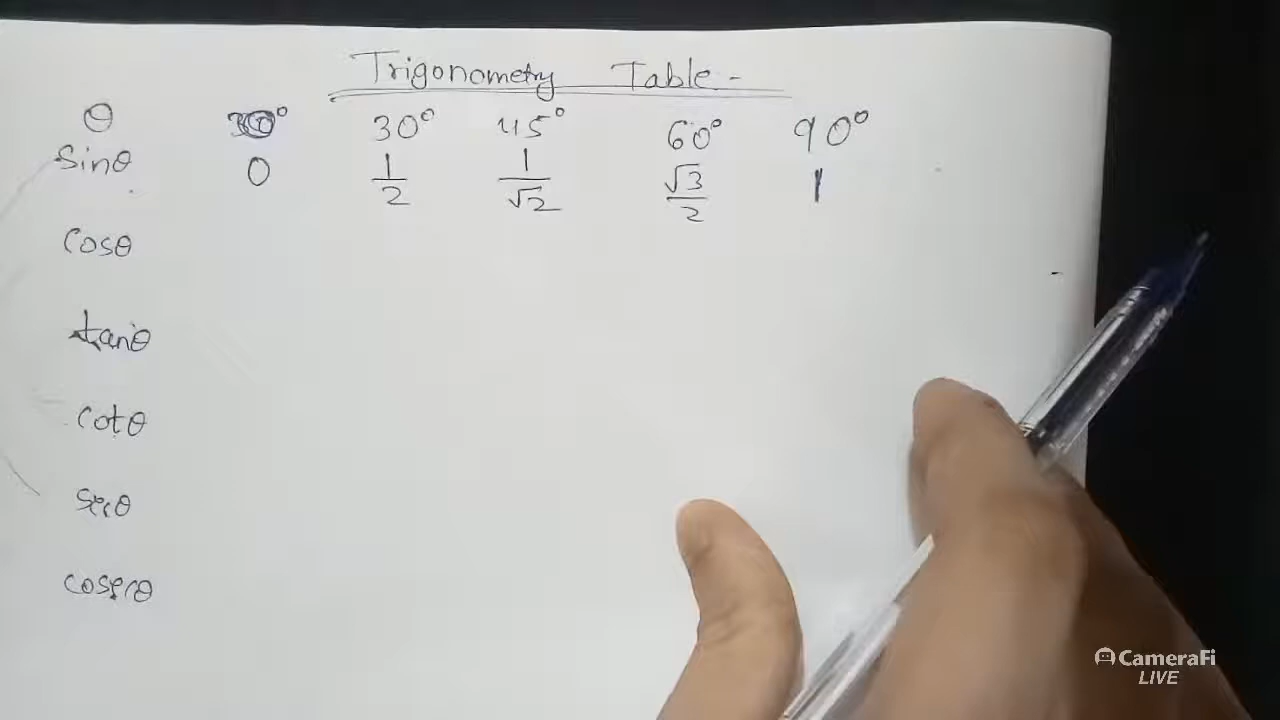 Trigonometry Table -
θ 0° 30° 45° 60° 90°
sinθ 0 1/2 1/√2 √3/2 1
cosθ
tanθ
cotθ
secθ
cosecθ
CameraFi
LIVE